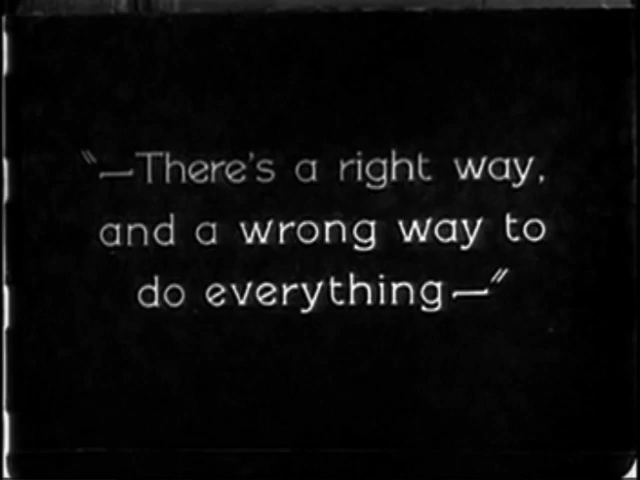 "—There's a right way,
and a wrong way to
do everything—"